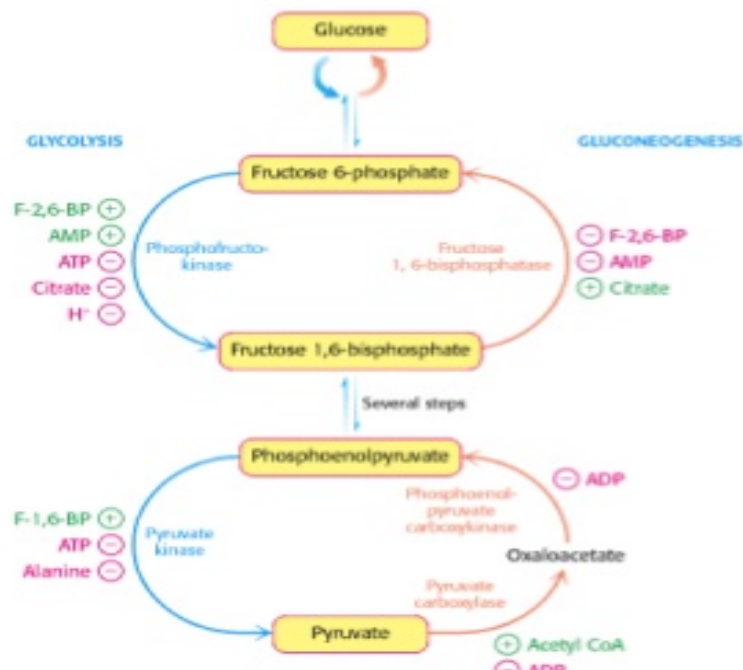 Glucose
GLYCOLYSIS
GLUCONEOGENESIS
Fructose 6-phosphate
F-2,6-BP +
AMP +
ATP −
Citrate −
H⁺ −
Phosphofructo-
kinase
Fructose
1, 6-bisphosphatase
− F-2,6-BP
− AMP
+ Citrate
Fructose 1,6-bisphosphate
Several steps
Phosphoenolpyruvate
F-1,6-BP +
ATP −
Alanine −
Pyruvate
kinase
Phosphoenol-
pyruvate
carboxykinase
− ADP
Oxaloacetate
Pyruvate
carboxylase
Pyruvate
+ Acetyl CoA
− ADP